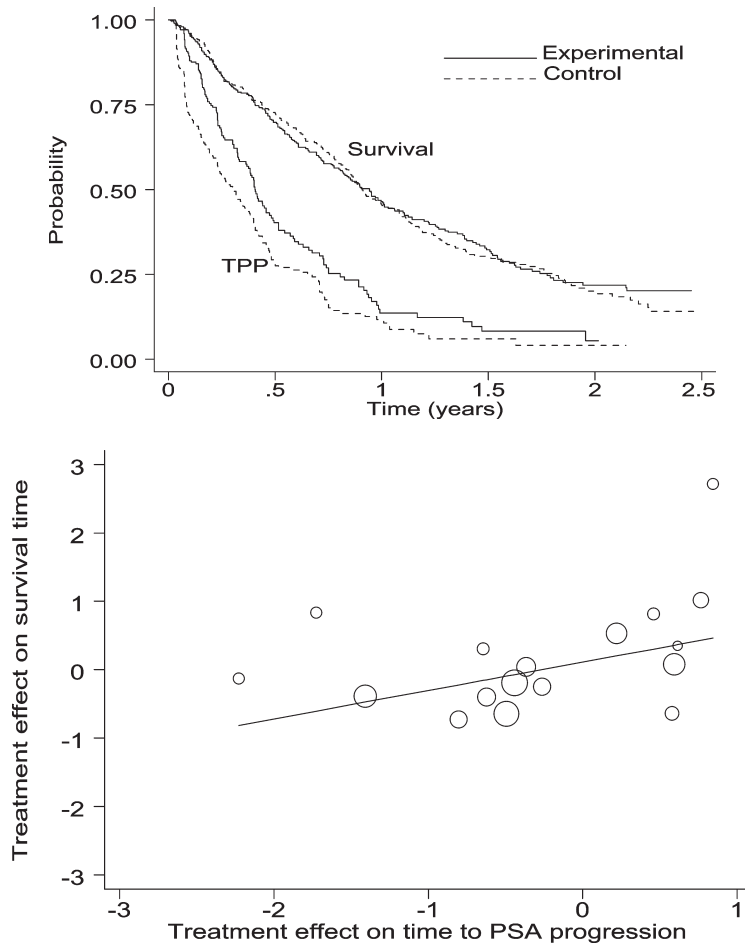 1.00
0.75
0.50
0.25
0.00
Probability
Experimental
Control
Survival
TPP
0 .5 1 1.5 2 2.5
Time (years)
3
2
1
0
-1
-2
-3
Treatment effect on survival time
-3 -2 -1 0 1
Treatment effect on time to PSA progression